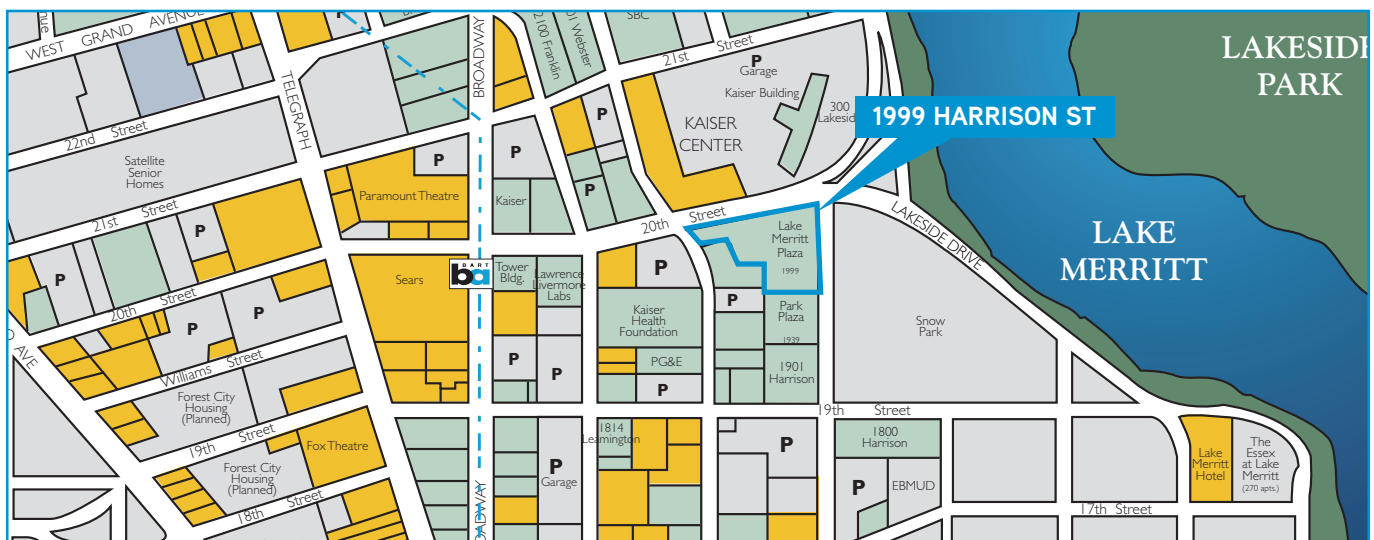 WEST GRAND AVENUE
TELEGRAPH
BROADWAY
2100 Franklin
Webster
SBC
21st Street
P
Garage
Kaiser Building
300
Lakeside
KAISER
CENTER
LAKESIDE
PARK
1999 HARRISON ST
LAKE
MERRITT
LAKESIDE DRIVE
22nd Street
Satellite
Senior
Homes
21st Street
P
P
P
P
P
P
Paramount Theatre
Kaiser
20th Street
Lake
Merritt
Plaza
1999
P
BART
ba
Sears
Tower
Bldg.
Lawrence
Livermore
Labs
P
P
Kaiser
Health
Foundation
Park
Plaza
1939
Snow
Park
20th Street
P
P
AVE
Williams Street
Forest City
Housing
(Planned)
P
P
PG&E
P
1901
Harrison
19th Street
19th Street
Fox Theatre
Forest City
Housing
(Planned)
18th Street
P
Garage
1814
Leamington
P
1800
Harrison
P
EBMUD
Lake
Merritt
Hotel
The
Essex
at Lake
Merritt
(270 apts.)
17th Street
ADWAY